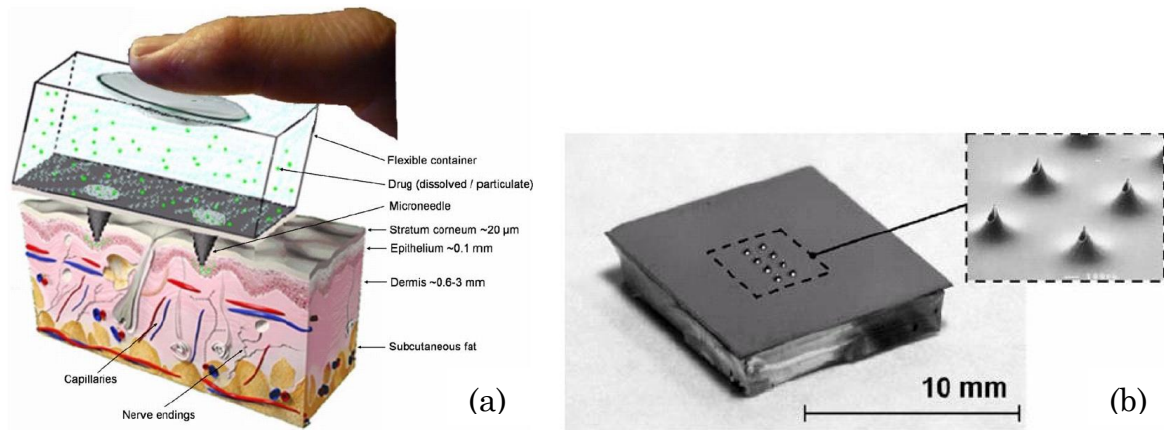 Flexible container
Drug (dissolved / particulate)
Microneedle
Stratum corneum ~20 µm
Epithelium ~0.1 mm
Dermis ~0.6-3 mm
Subcutaneous fat
Capillaries
Nerve endings
(a)
10 mm
(b)